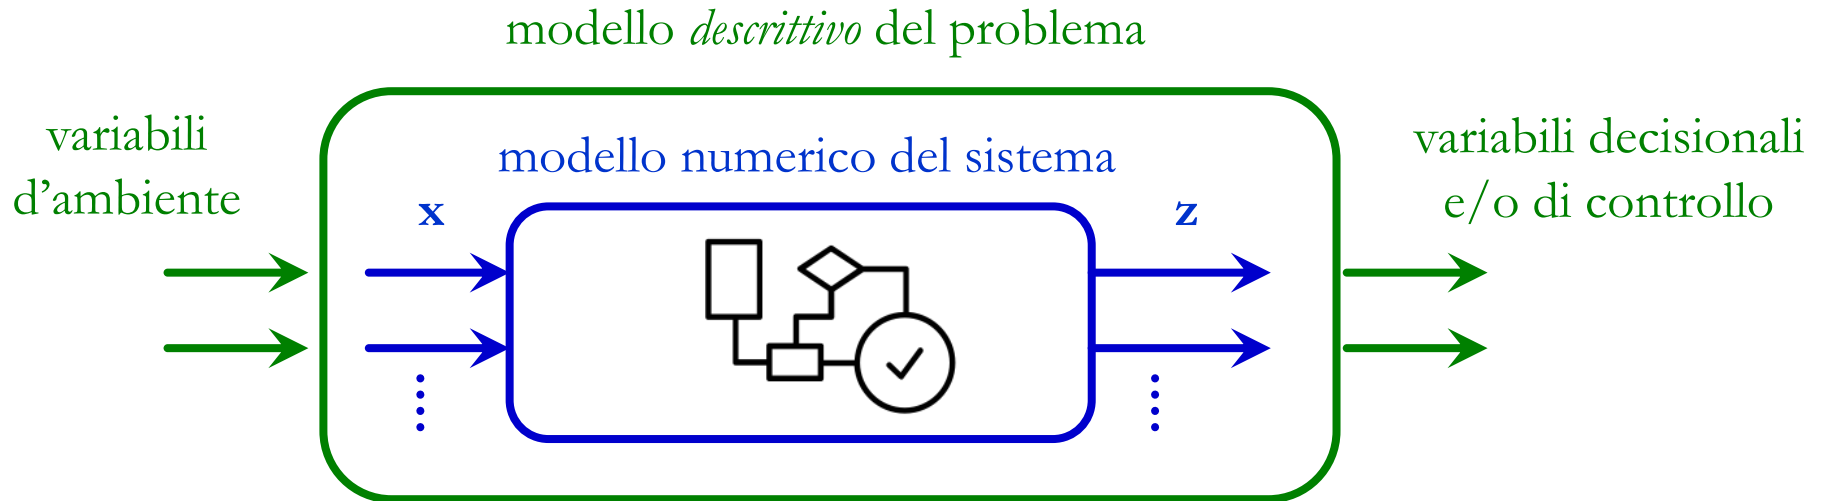 modello descrittivo del problema
variabili
d’ambiente
modello numerico del sistema
x
z
variabili decisionali
e/o di controllo